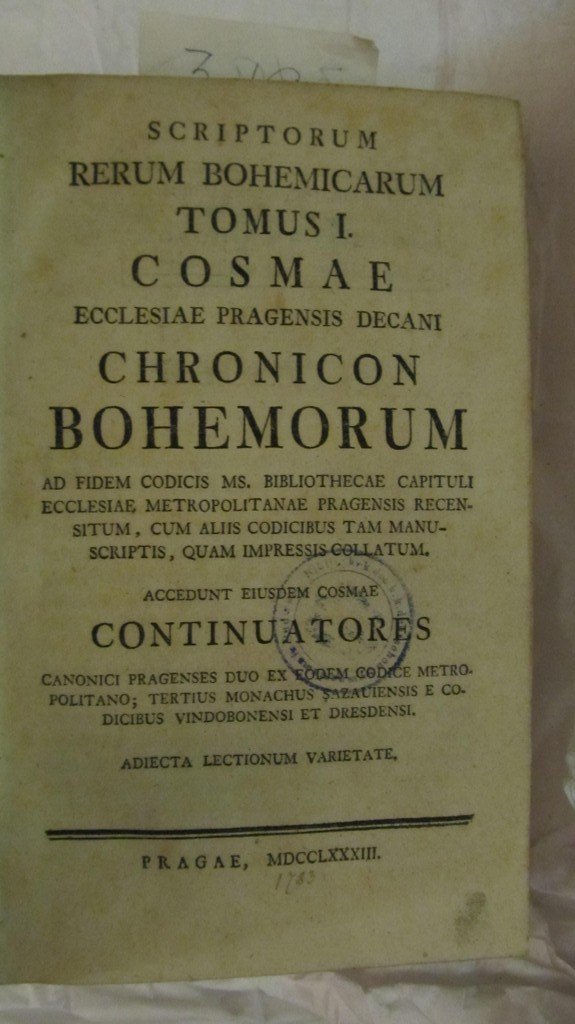 SCRIPTORUM
RERUM BOHEMICARUM
TOMUS I.
COSMAE
ECCLESIAE PRAGENSIS DECANI
CHRONICON
BOHEMORUM
AD FIDEM CODICIS MS. BIBLIOTHECAE CAPITULI
ECCLESIAE METROPOLITANAE PRAGENSIS RECEN-
SITUM, CUM ALIIS CODICIBUS TAM MANU-
SCRIPTIS, QUAM IMPRESSIS COLLATUM.
ACCEDUNT EIUSDEM COSMAE
CONTINUATORES
CANONICI PRAGENSES DUO EX EODEM CODICE METRO-
POLITANO; TERTIUS MONACHUS SAZAUIENSIS E CO-
DICIBUS VINDOBONENSI ET DRESDENSI.
ADIECTA LECTIONUM VARIETATE.
PRAGAE, MDCCLXXXIII.
1783